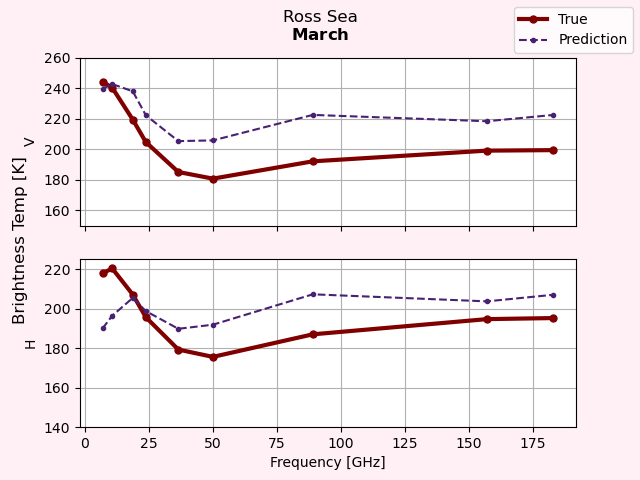 Ross Sea
March
True
Prediction
Brightness Temp [K]
V
260
240
220
200
180
160
H
220
200
180
160
140
0 25 50 75 100 125 150 175
Frequency [GHz]